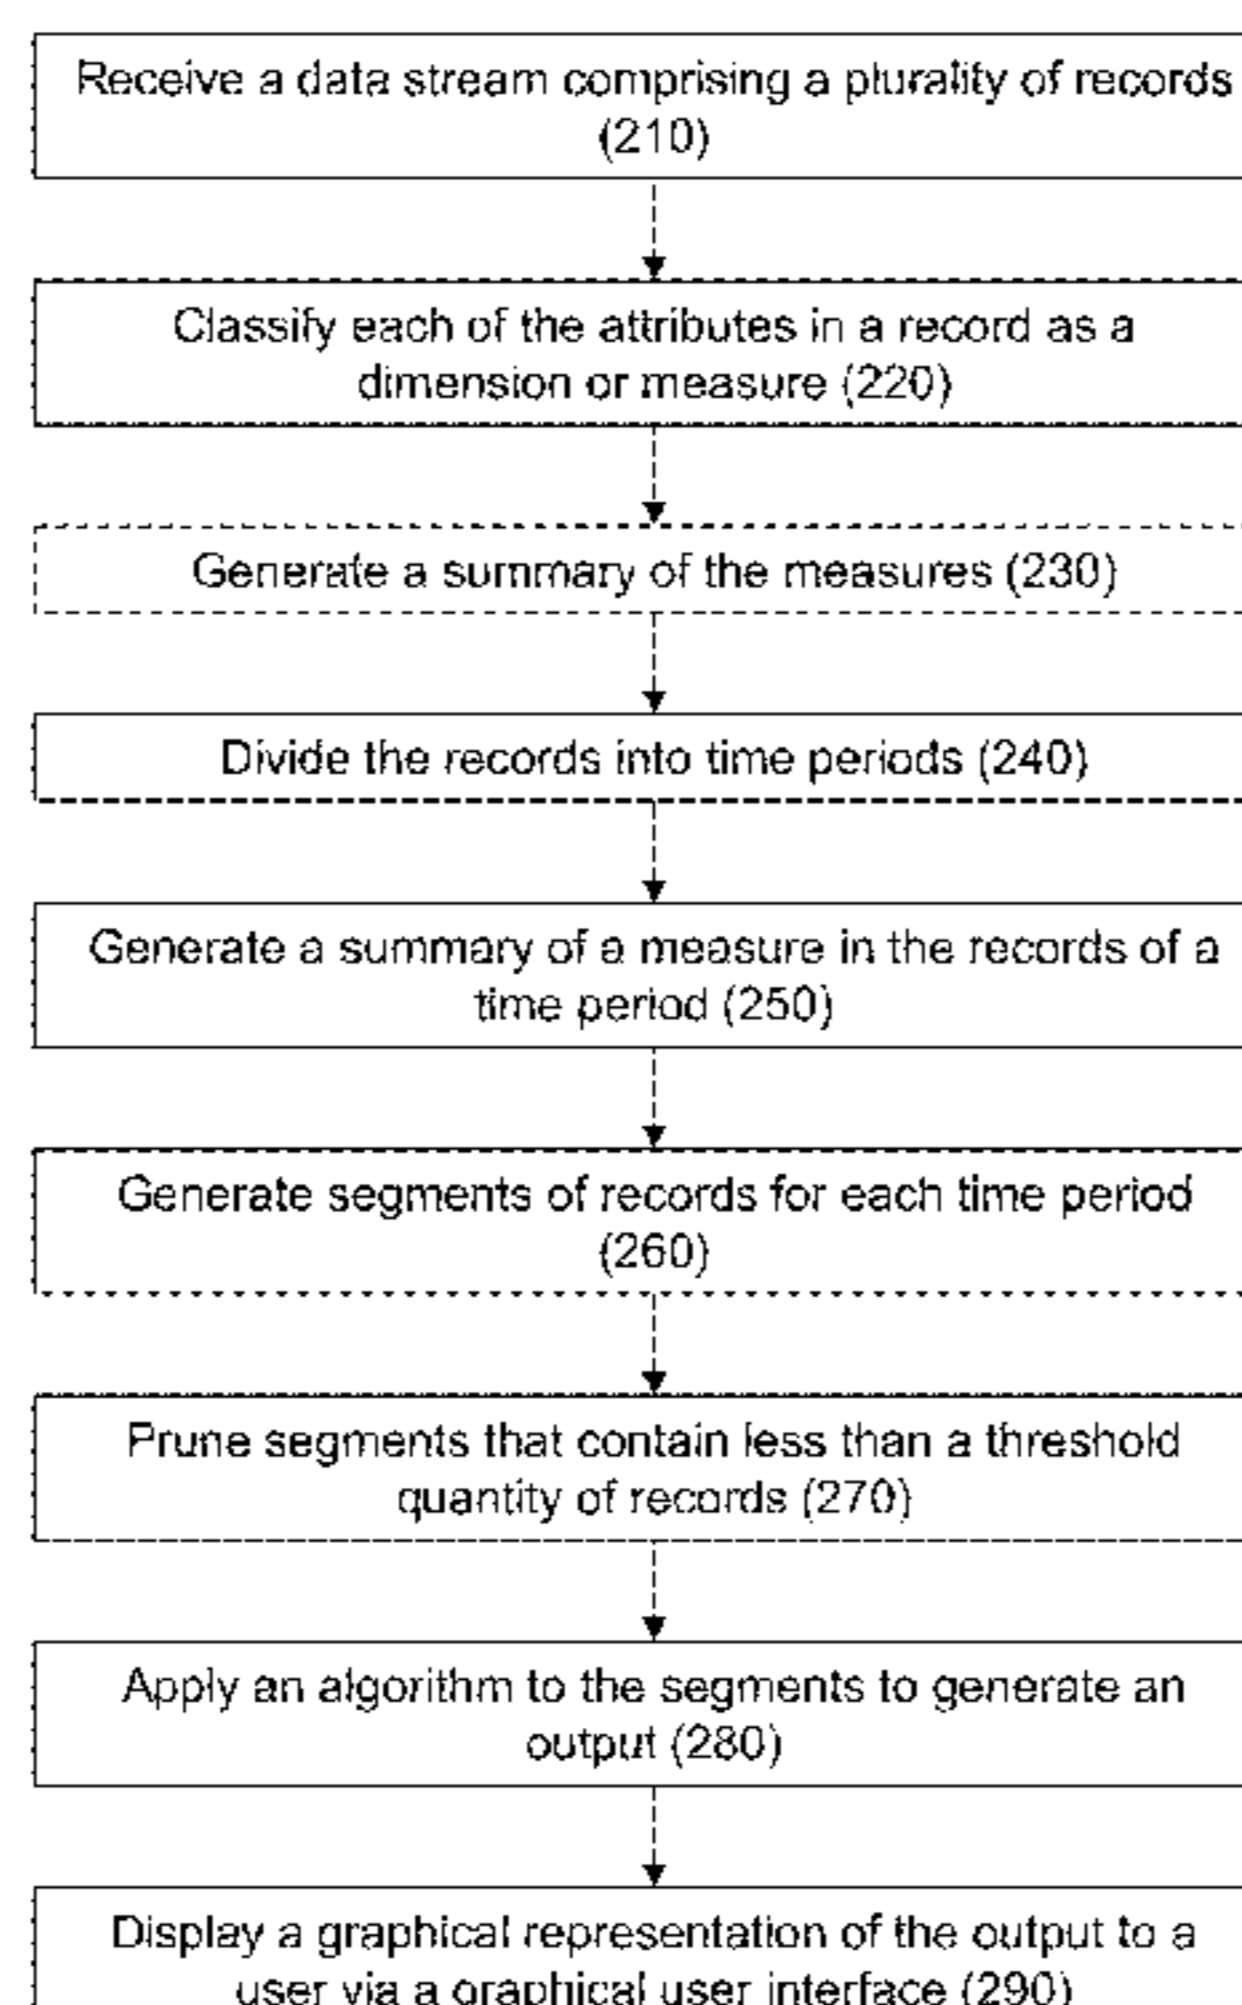 Receive a data stream comprising a plurality of records
(210)
Classify each of the attributes in a record as a
dimension or measure (220)
Generate a summary of the measures (230)
Divide the records into time periods (240)
Generate a summary of a measure in the records of a
time period (250)
Generate segments of records for each time period
(260)
Prune segments that contain less than a threshold
quantity of records (270)
Apply an algorithm to the segments to generate an
output (280)
Display a graphical representation of the output to a
user via a graphical user interface (290)